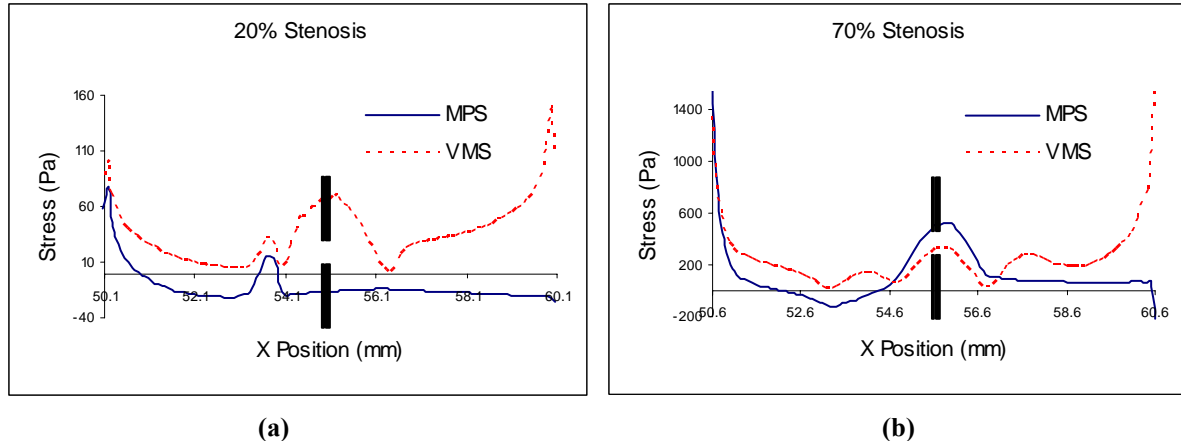 20% Stenosis
160
110
60
10
-40
Stress (Pa)
MPS
VMS
50.1 52.1 54.1 56.1 58.1 60.1
X Position (mm)
(a)
70% Stenosis
1400
1000
600
200
-200
Stress (Pa)
MPS
VMS
50.6 52.6 54.6 56.6 58.6 60.6
X Position (mm)
(b)